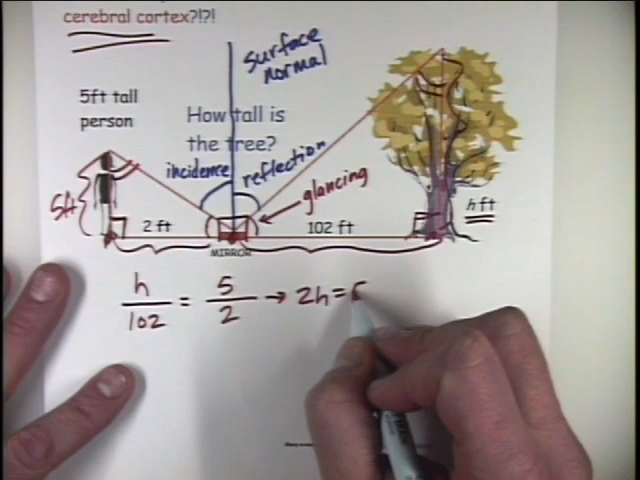 cerebral cortex?!?!
surface
normal
5ft tall
person
How tall is
the tree?
incidence
reflection
glancing
5ft
2 ft
102 ft
h ft
MIRROR
h/102 = 5/2 → 2h=5